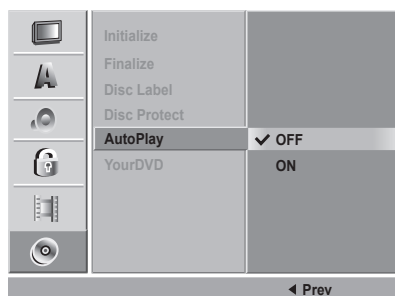 Initialize
Finalize
Disc Label
Disc Protect
AutoPlay
✓ OFF
YourDVD
ON
◀ Prev